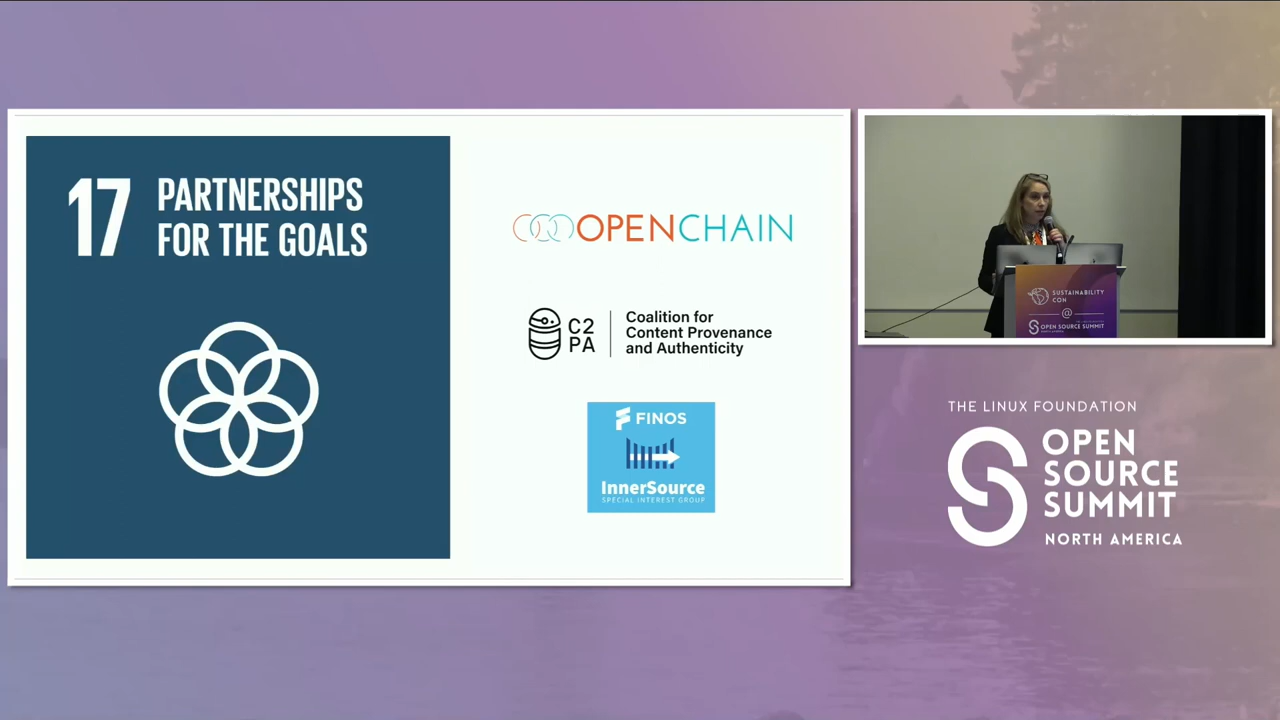 17 PARTNERSHIPS
FOR THE GOALS
OPENCHAIN
C2
PA
Coalition for
Content Provenance
and Authenticity
FINOS
InnerSource
SPECIAL INTEREST GROUP
SUSTAINABILITY
CON
@
OPEN SOURCE SUMMIT
THE LINUX FOUNDATION
OPEN
SOURCE
SUMMIT
NORTH AMERICA